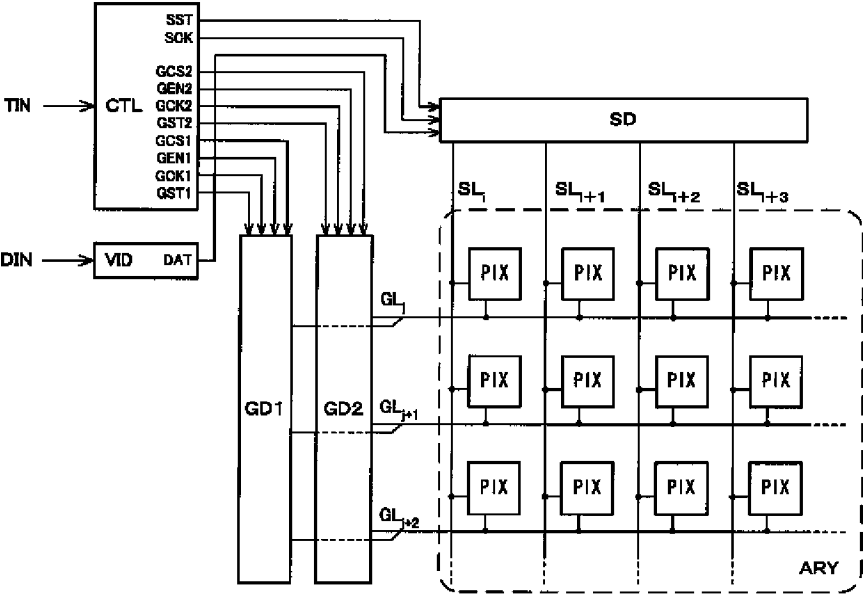 SST
SCK
GCS2
GEN2
TIN CTL GCK2
GST2
GCS1
GEN1
GCK1
GST1
SD
SLi SLi+1 SLi+2 SLi+3
DIN VID DAT
PIX PIX PIX PIX
GLj
PIX PIX PIX PIX
GD1 GD2 GLj+1
PIX PIX PIX PIX
GLj+2
ARY